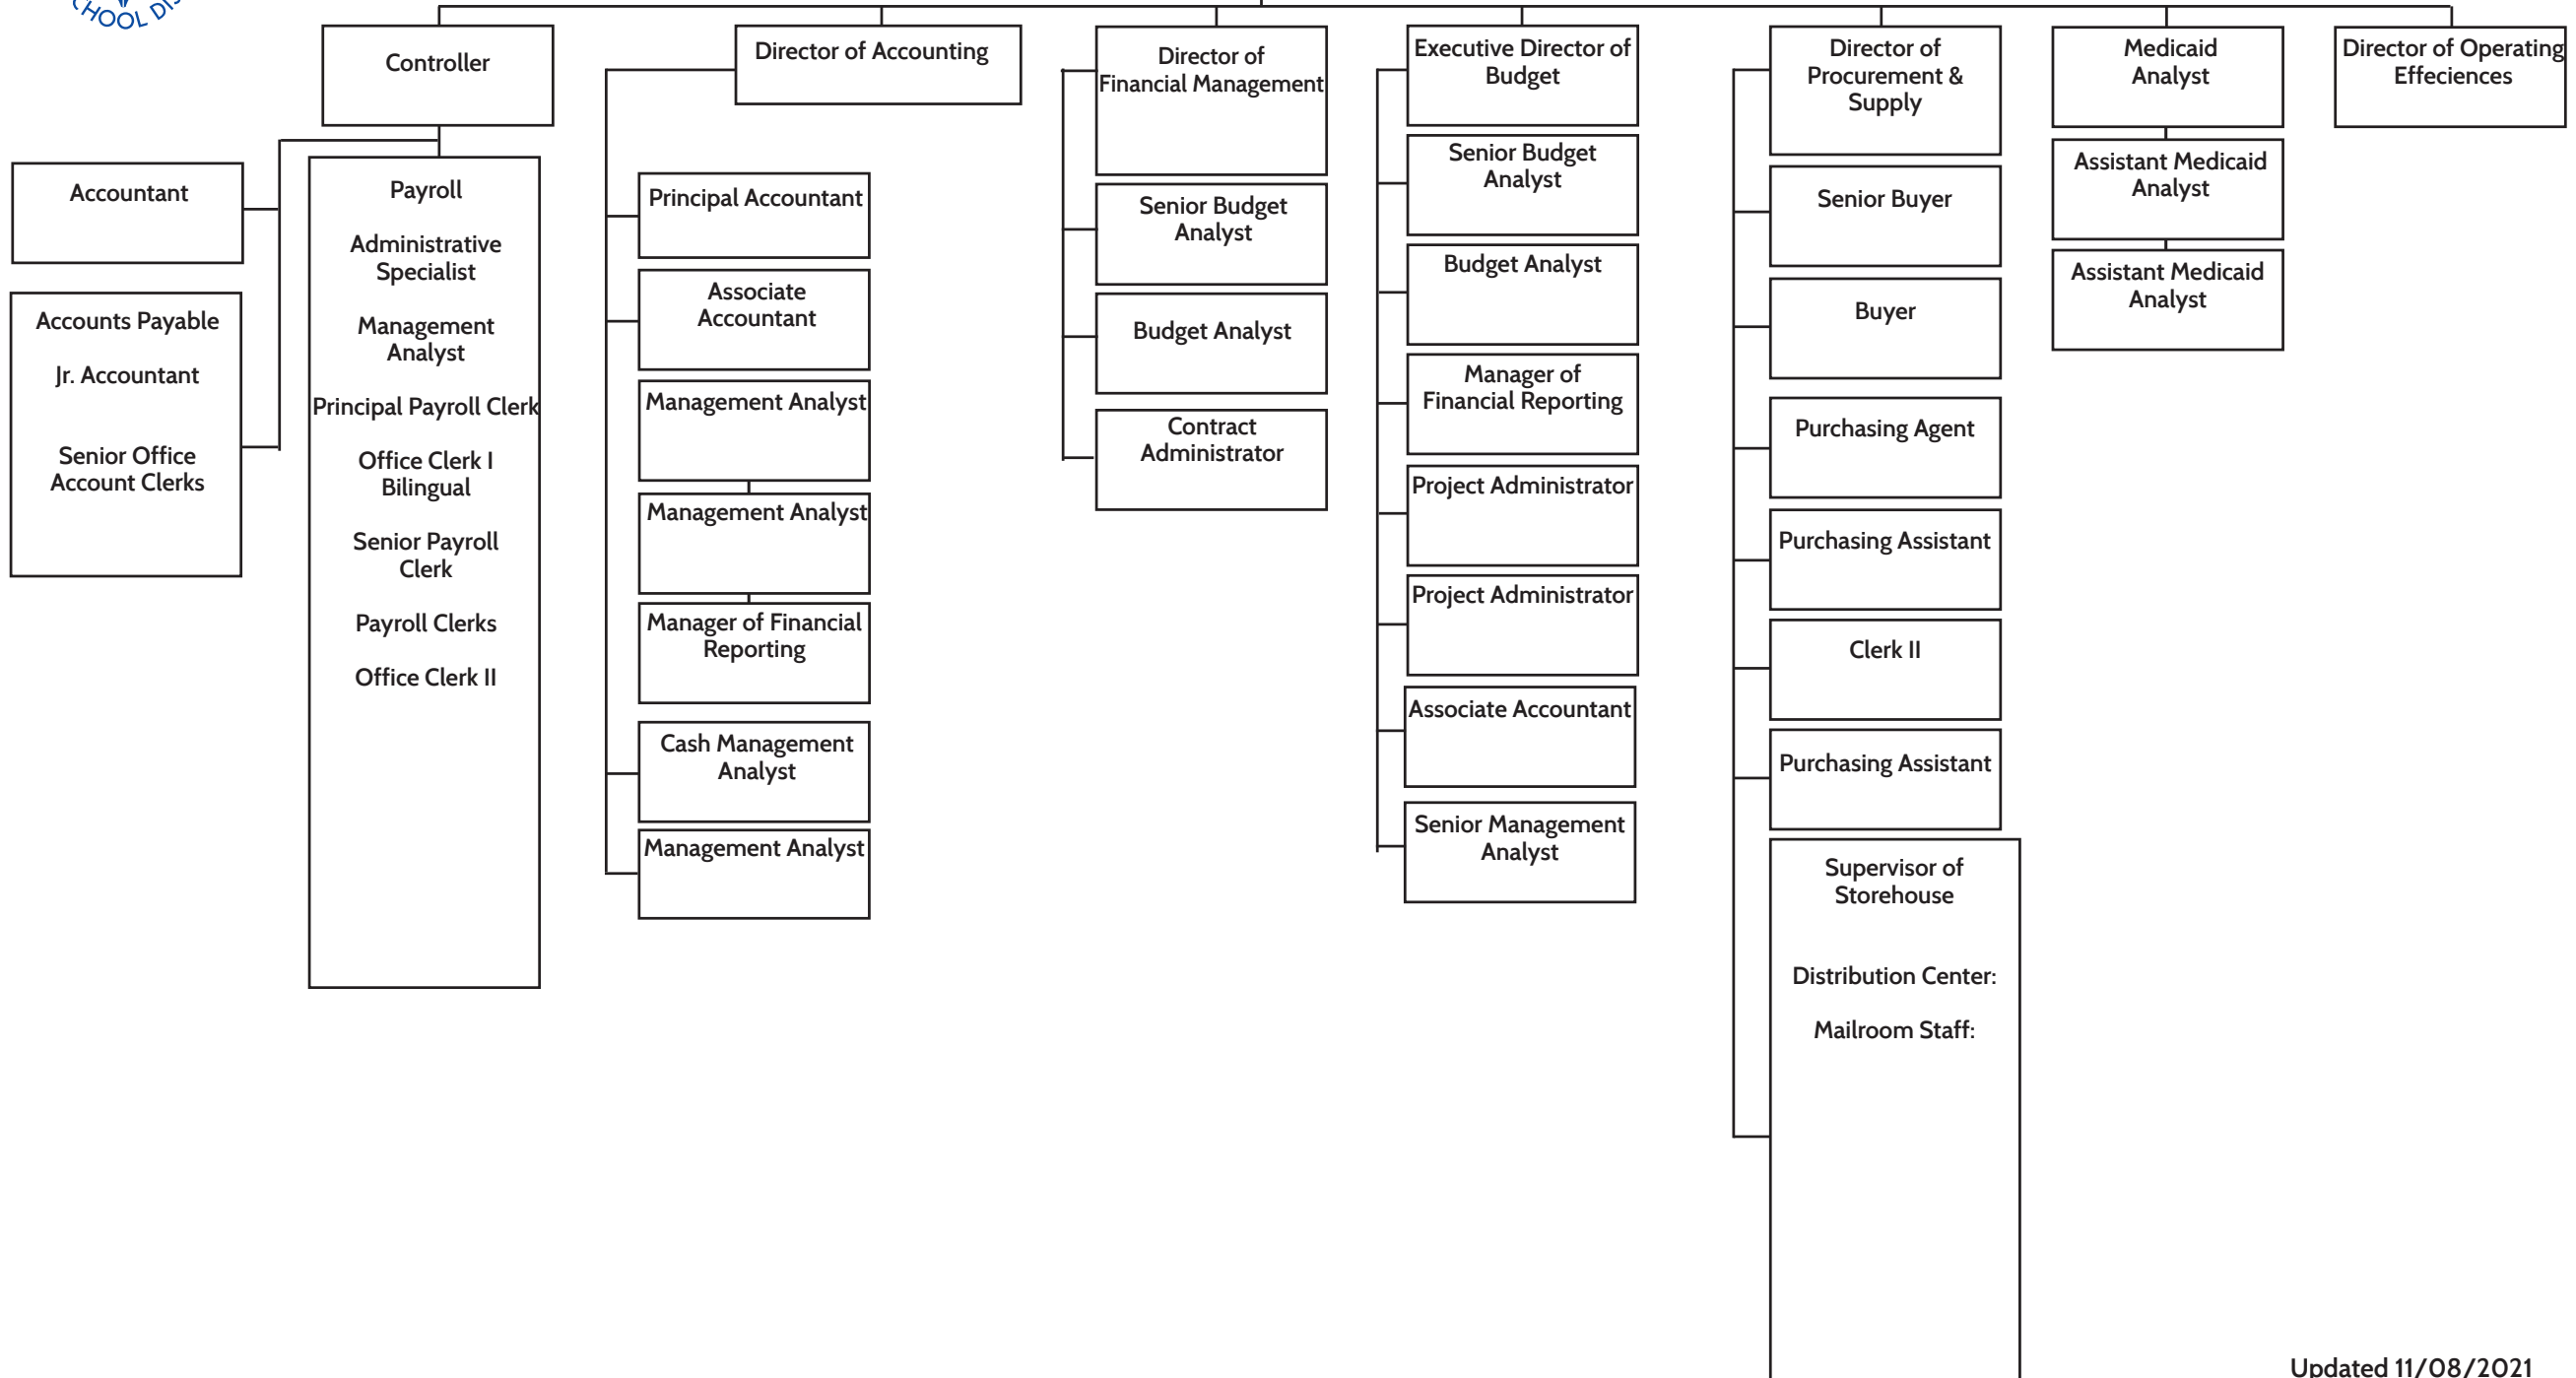 CHOOL DIS
Controller
Accountant
Accounts Payable
Jr. Accountant
Senior Office
Account Clerks
Payroll
Administrative
Specialist
Management
Analyst
Principal Payroll Clerk
Office Clerk I
Bilingual
Senior Payroll
Clerk
Payroll Clerks
Office Clerk II
Director of Accounting
Principal Accountant
Associate
Accountant
Management Analyst
Management Analyst
Manager of Financial
Reporting
Cash Management
Analyst
Management Analyst
Director of
Financial Management
Senior Budget
Analyst
Budget Analyst
Contract
Administrator
Executive Director of
Budget
Senior Budget
Analyst
Budget Analyst
Manager of
Financial Reporting
Project Administrator
Project Administrator
Associate Accountant
Senior Management
Analyst
Director of
Procurement &
Supply
Senior Buyer
Buyer
Purchasing Agent
Purchasing Assistant
Clerk II
Purchasing Assistant
Supervisor of
Storehouse
Distribution Center:
Mailroom Staff:
Medicaid
Analyst
Assistant Medicaid
Analyst
Assistant Medicaid
Analyst
Director of Operating
Effeciences
Updated 11/08/2021